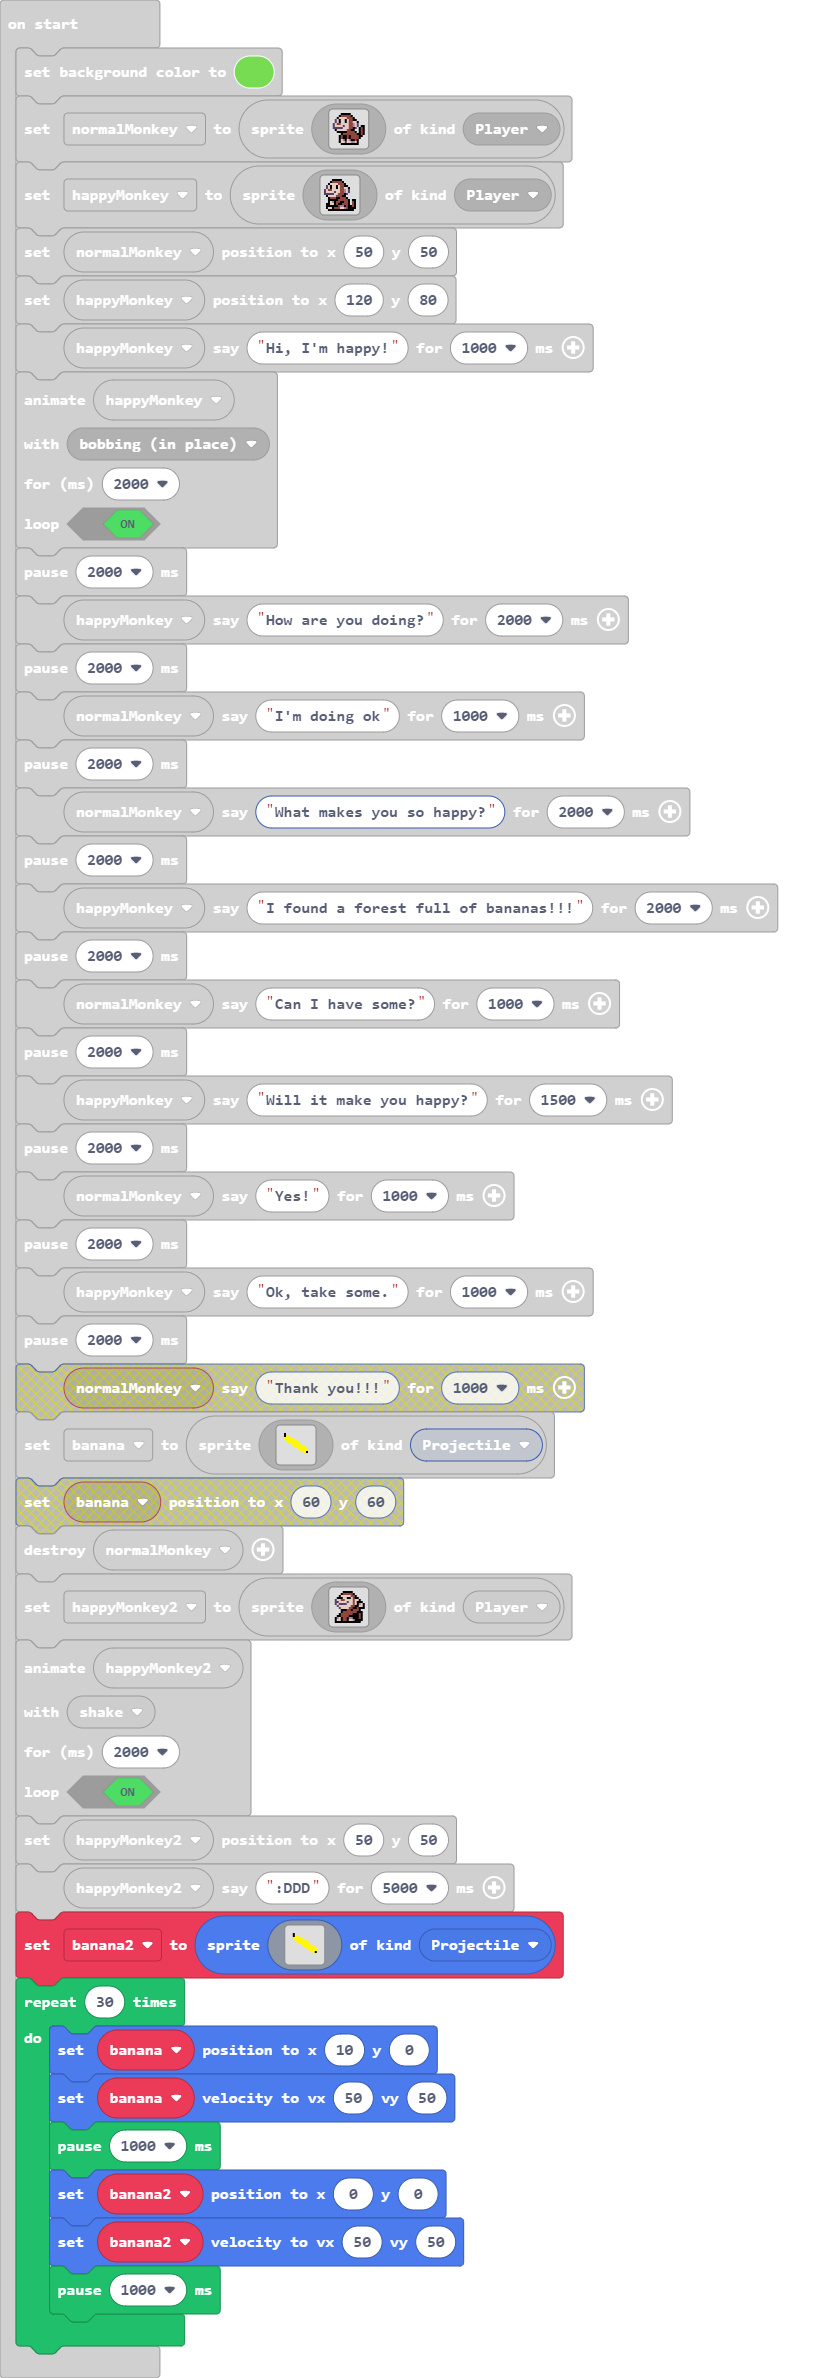 on start
set background color to
set normalMonkey to sprite of kind Player
set happyMonkey to sprite of kind Player
set normalMonkey position to x 50 y 50
set happyMonkey position to x 120 y 80
happyMonkey say "Hi, I'm happy!" for 1000 ms
animate happyMonkey
with bobbing (in place)
for (ms) 2000
loop ON
pause 2000 ms
happyMonkey say "How are you doing?" for 2000 ms
pause 2000 ms
normalMonkey say "I'm doing ok" for 1000 ms
pause 2000 ms
normalMonkey say "What makes you so happy?" for 2000 ms
pause 2000 ms
happyMonkey say "I found a forest full of bananas!!!" for 2000 ms
pause 2000 ms
normalMonkey say "Can I have some?" for 1000 ms
pause 2000 ms
happyMonkey say "Will it make you happy?" for 1500 ms
pause 2000 ms
normalMonkey say "Yes!" for 1000 ms
pause 2000 ms
happyMonkey say "Ok, take some." for 1000 ms
pause 2000 ms
normalMonkey say "Thank you!!!" for 1000 ms
set banana to sprite of kind Projectile
set banana position to x 60 y 60
destroy normalMonkey
set happyMonkey2 to sprite of kind Player
animate happyMonkey2
with shake
for (ms) 2000
loop ON
set happyMonkey2 position to x 50 y 50
happyMonkey2 say ":DDD" for 5000 ms
set banana2 to sprite of kind Projectile
repeat 30 times
do
set banana position to x 10 y 0
set banana velocity to vx 50 vy 50
pause 1000 ms
set banana2 position to x 0 y 0
set banana2 velocity to vx 50 vy 50
pause 1000 ms